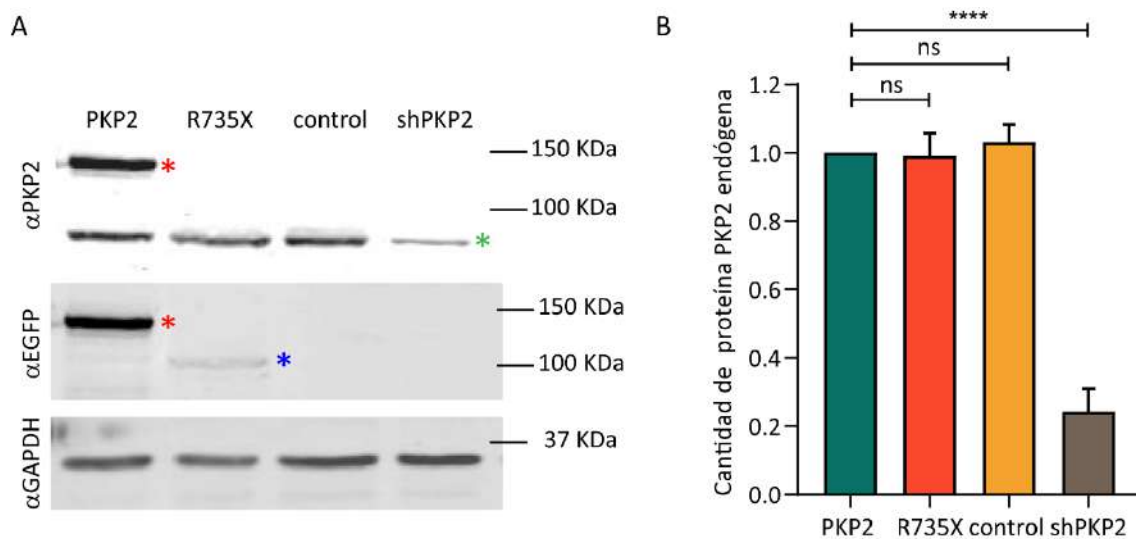 A
PKP2 R735X control shPKP2
αPKP2
150 KDa
*
100 KDa
*
αEGFP
150 KDa
*
100 KDa
*
αGAPDH
37 KDa
B
****
ns
ns
Cantidad de proteína PKP2 endógena
1.2
1.0
0.8
0.6
0.4
0.2
0.0
PKP2 R735X control shPKP2